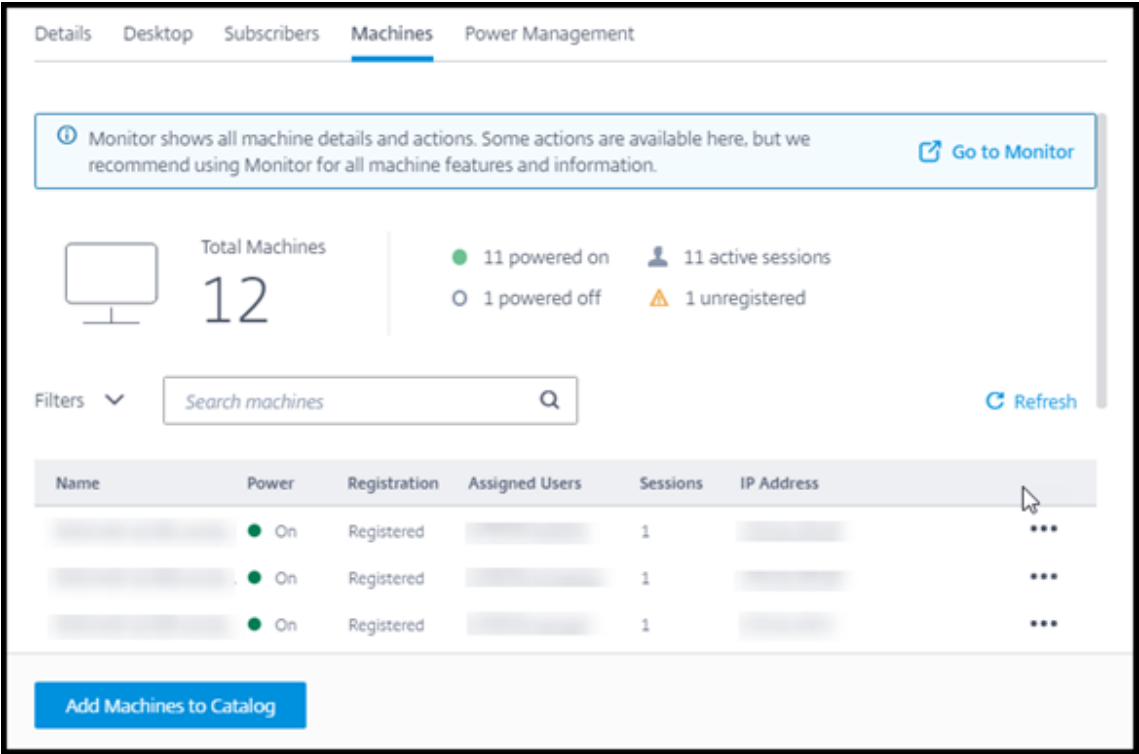 Details Desktop Subscribers Machines Power Management
Monitor shows all machine details and actions. Some actions are available here, but we
recommend using Monitor for all machine features and information.
Go to Monitor
Total Machines
12
11 powered on
11 active sessions
1 powered off
1 unregistered
Filters
Search machines
Refresh
Name Power Registration Assigned Users Sessions IP Address
On Registered 1
On Registered 1
On Registered 1
Add Machines to Catalog